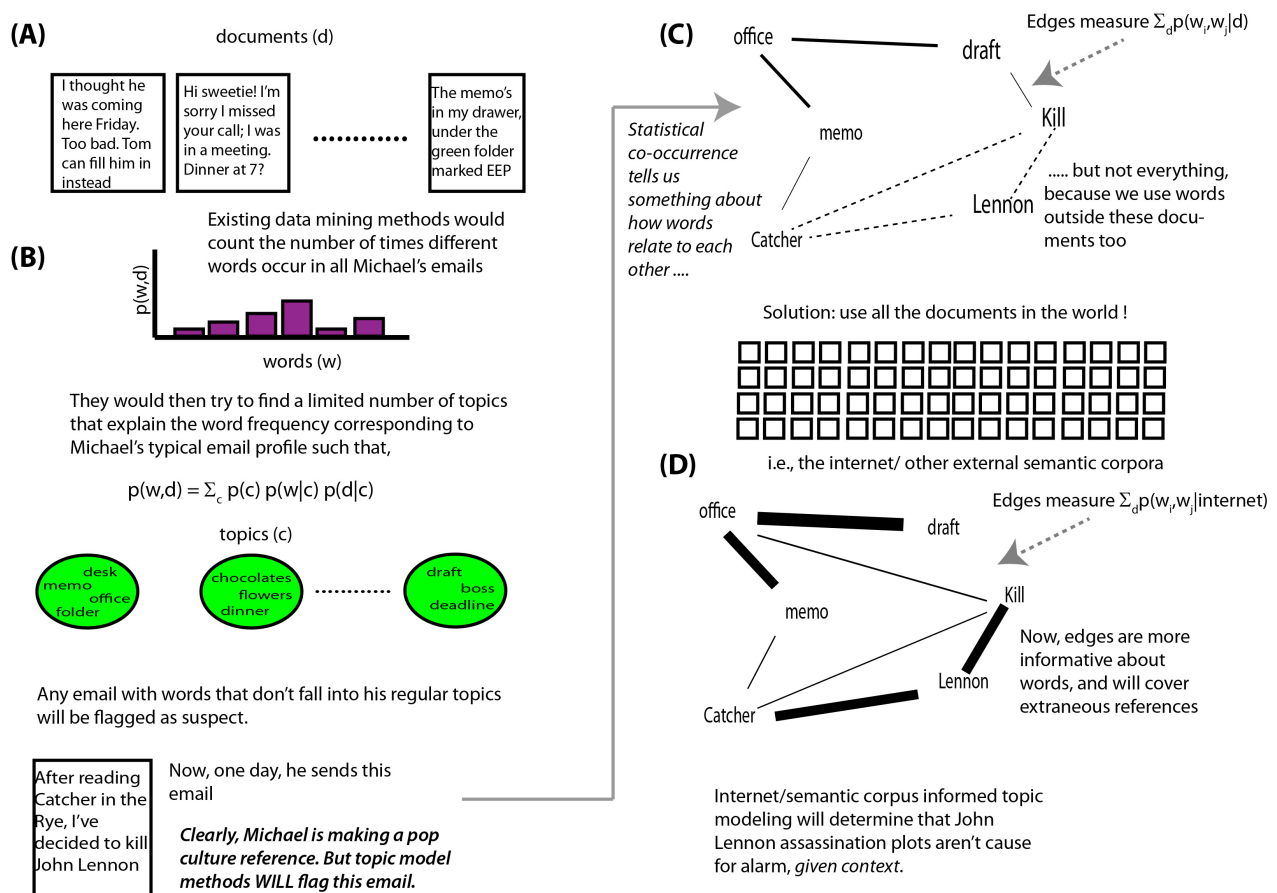 (A)
documents (d)
I thought he
was coming
here Friday.
Too bad. Tom
can fill him in
instead
Hi sweetie! I'm
sorry I missed
your call; I was
in a meeting.
Dinner at 7?
The memo's
in my drawer,
under the
green folder
marked EEP
Existing data mining methods would
count the number of times different
words occur in all Michael's emails
(B)
p(w,d)
words (w)
They would then try to find a limited number of topics
that explain the word frequency corresponding to
Michael's typical email profile such that,
p(w,d) = Σc p(c) p(w|c) p(d|c)
topics (c)
desk
memo
office
folder
chocolates
flowers
dinner
draft
boss
deadline
Any email with words that don't fall into his regular topics
will be flagged as suspect.
After reading
Catcher in the
Rye, I've
decided to kill
John Lennon
Now, one day, he sends this
email
Clearly, Michael is making a pop
culture reference. But topic model
methods WILL flag this email.
(C)
Edges measure Σdp(wi,wj|d)
office
draft
Kill
memo
Lennon
Catcher
Statistical
co-occurrence
tells us
something about
how words
relate to each
other ....
..... but not everything,
because we use words
outside these docu-
ments too
Solution: use all the documents in the world !
i.e., the internet/ other external semantic corpora
(D)
Edges measure Σdp(wi,wj|internet)
office
draft
Kill
memo
Lennon
Catcher
Now, edges are more
informative about
words, and will cover
extraneous references
Internet/semantic corpus informed topic
modeling will determine that John
Lennon assassination plots aren't cause
for alarm, given context.